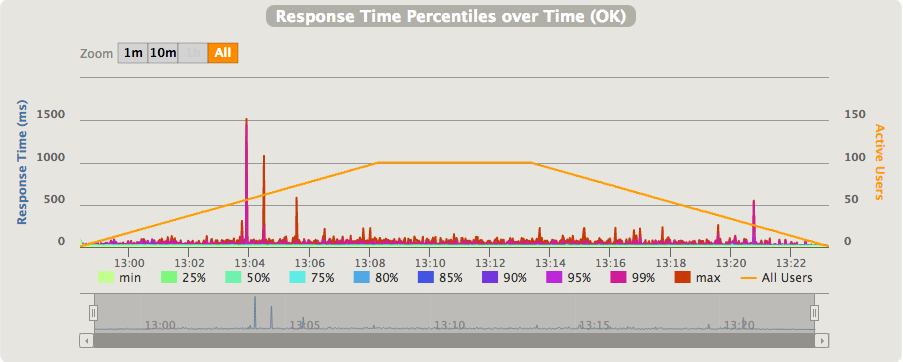 Response Time Percentiles over Time (OK)
Zoom 1m 10m 1h All
Response Time (ms)
1500
1000
500
0
150
100
50
0
Active Users
13:00 13:02 13:04 13:06 13:08 13:10 13:12 13:14 13:16 13:18 13:20 13:22
min 25% 50% 75% 80% 85% 90% 95% 99% max All Users
13:00 13:05 13:10 13:15 13:20